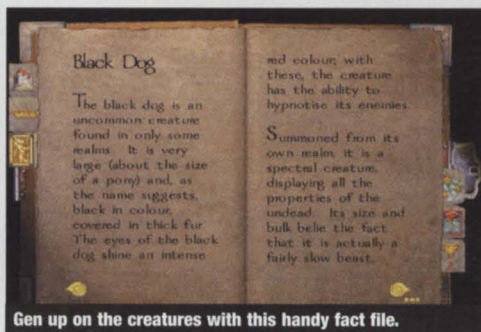 Black Dog
The black dog is an
uncommon creature
found in only some
realms. It is very
large (about the size
of a pony) and, as
the name suggests,
black in colour,
covered in thick fur.
The eyes of the black
dog shine an intense
red colour; with
these, the creature
has the ability to
hypnotise its enemies.
Summoned from its
own realm, it is a
spectral creature,
displaying all the
properties of the
undead. Its size and
bulk belie the fact
that it is actually a
fairly slow beast.
Gen up on the creatures with this handy fact file.